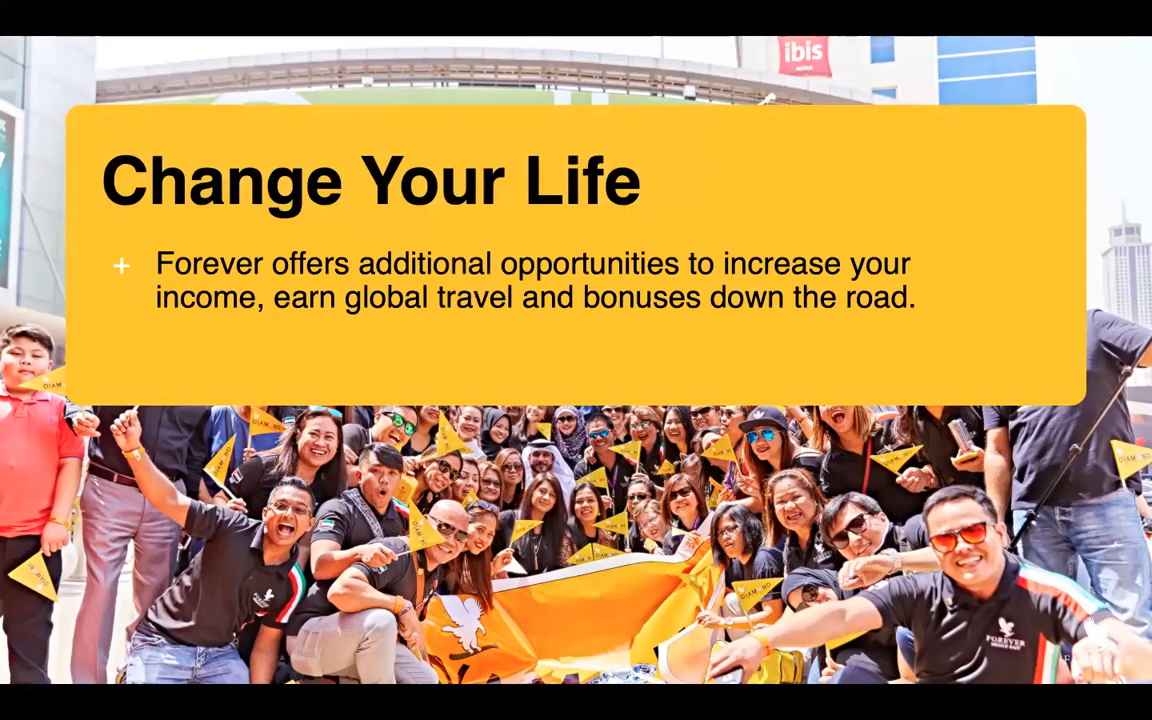 ibis
Change Your Life
+ Forever offers additional opportunities to increase your
income, earn global travel and bonuses down the road.
FOREVER